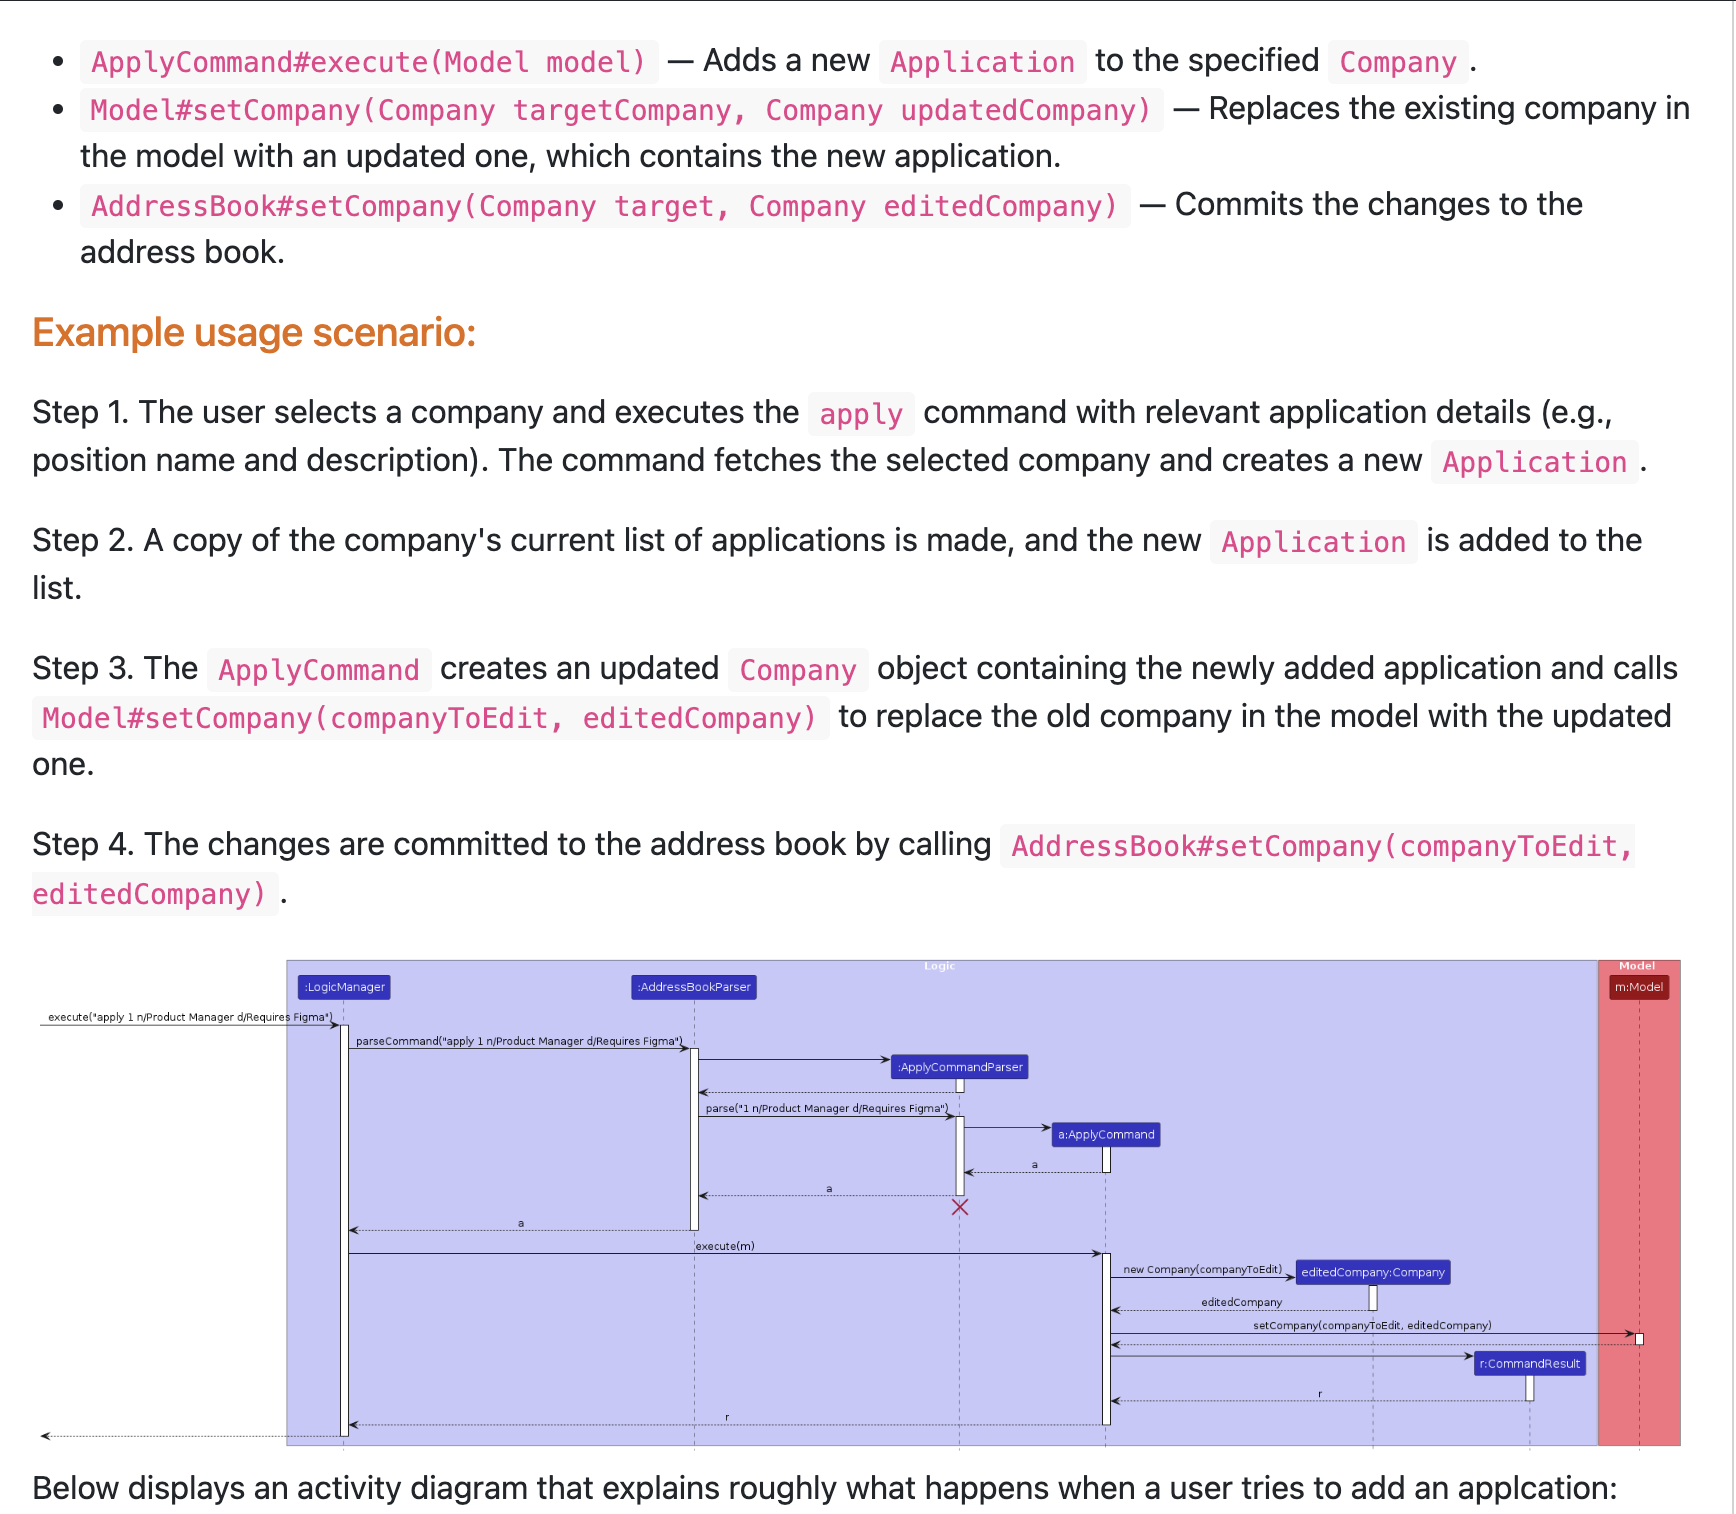 ApplyCommand#execute(Model model) — Adds a new Application to the specified Company.
Model#setCompany(Company targetCompany, Company updatedCompany) — Replaces the existing company in
the model with an updated one, which contains the new application.
AddressBook#setCompany(Company target, Company editedCompany) — Commits the changes to the
address book.
Example usage scenario:
Step 1. The user selects a company and executes the apply command with relevant application details (e.g.,
position name and description). The command fetches the selected company and creates a new Application.
Step 2. A copy of the company's current list of applications is made, and the new Application is added to the
list.
Step 3. The ApplyCommand creates an updated Company object containing the newly added application and calls
Model#setCompany(companyToEdit, editedCompany) to replace the old company in the model with the updated
one.
Step 4. The changes are committed to the address book by calling AddressBook#setCompany(companyToEdit,
editedCompany).
Logic
Model
:LogicManager
:AddressBookParser
m:Model
execute("apply 1 n/Product Manager d/Requires Figma")
parseCommand("apply 1 n/Product Manager d/Requires Figma")
:ApplyCommandParser
parse("1 n/Product Manager d/Requires Figma")
a:ApplyCommand
a
a
a
execute(m)
new Company(companyToEdit)
editedCompany:Company
editedCompany
setCompany(companyToEdit, editedCompany)
r:CommandResult
r
r
Below displays an activity diagram that explains roughly what happens when a user tries to add an applcation: